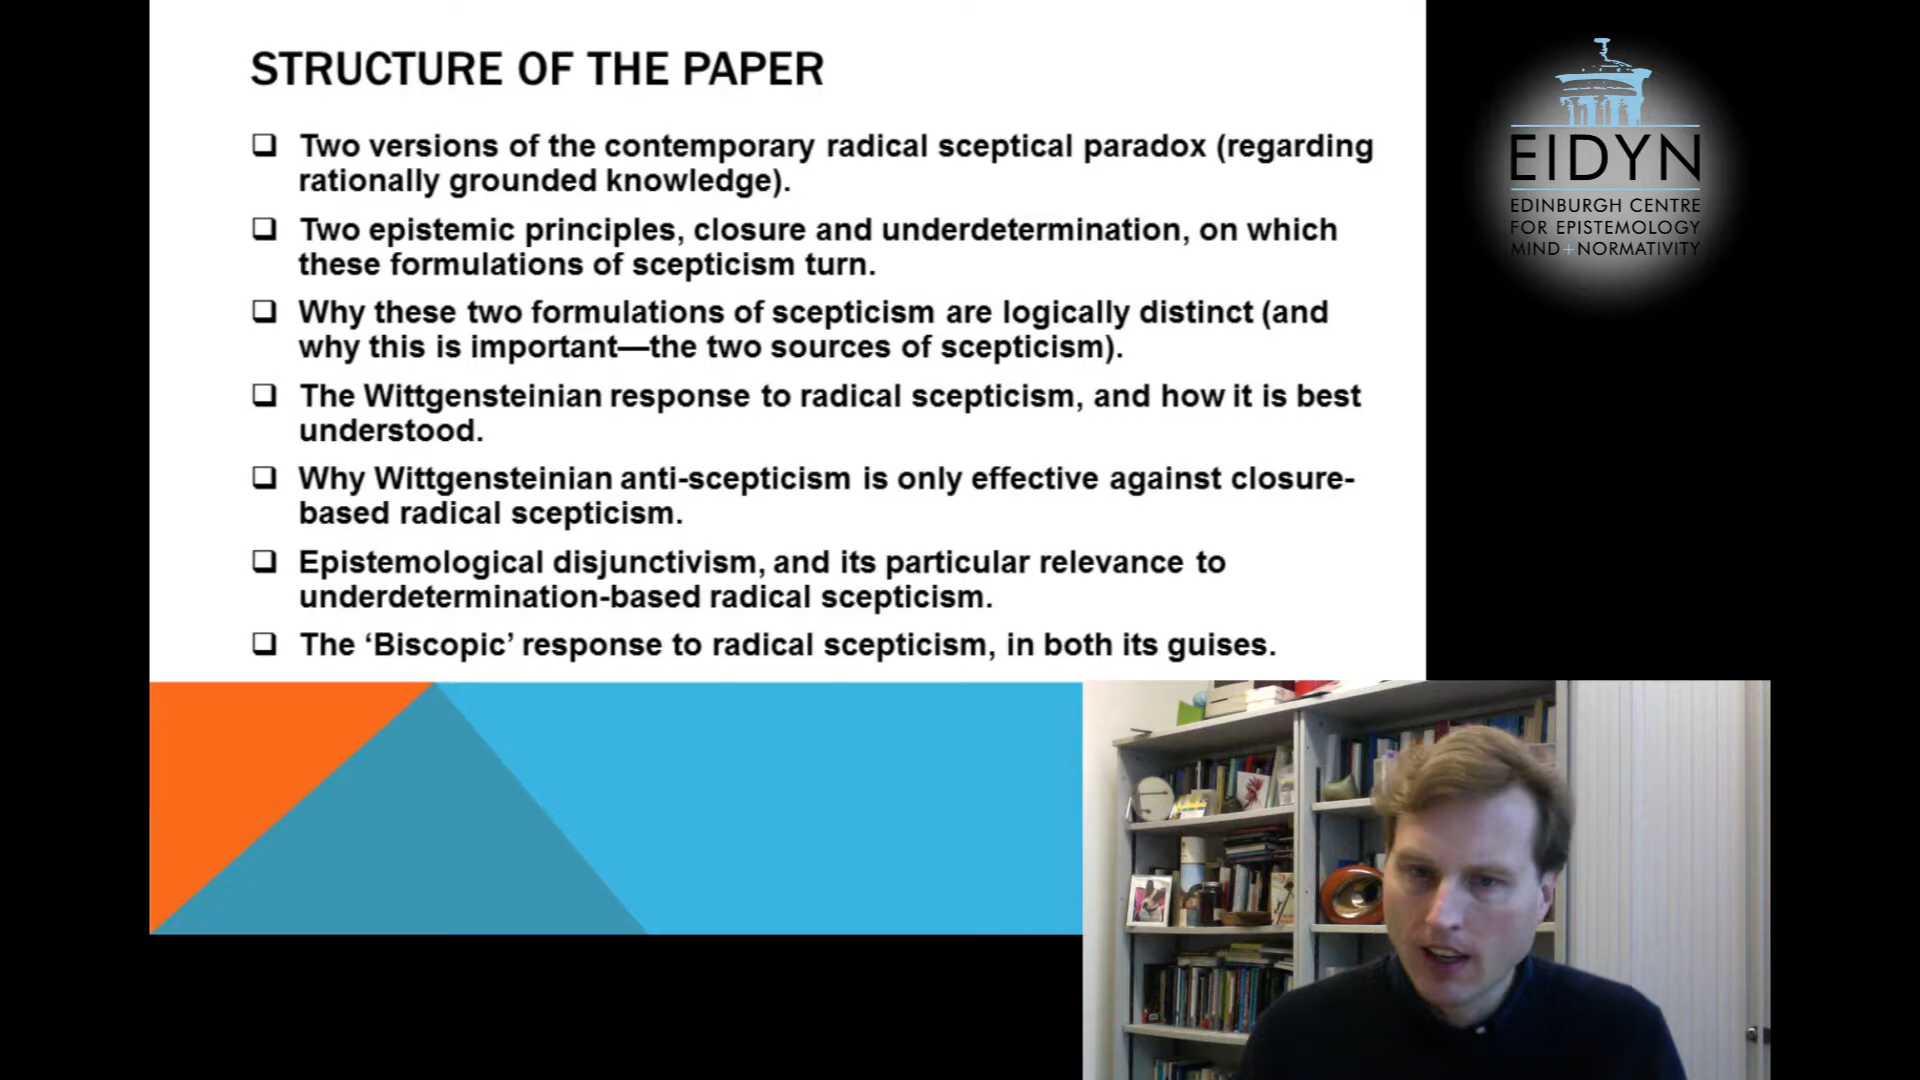 STRUCTURE OF THE PAPER
❑ Two versions of the contemporary radical sceptical paradox (regarding
rationally grounded knowledge).
❑ Two epistemic principles, closure and underdetermination, on which
these formulations of scepticism turn.
❑ Why these two formulations of scepticism are logically distinct (and
why this is important—the two sources of scepticism).
❑ The Wittgensteinian response to radical scepticism, and how it is best
understood.
❑ Why Wittgensteinian anti-scepticism is only effective against closure-
based radical scepticism.
❑ Epistemological disjunctivism, and its particular relevance to
underdetermination-based radical scepticism.
❑ The ‘Biscopic’ response to radical scepticism, in both its guises.
EIDYN
EDINBURGH CENTRE
FOR EPISTEMOLOGY
MIND+NORMATIVITY